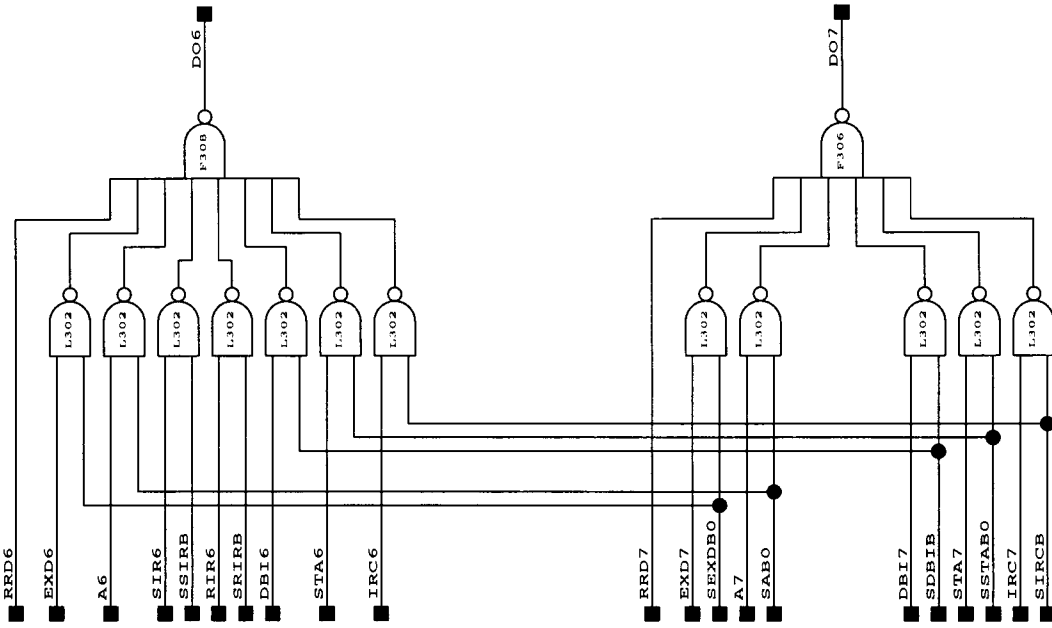 DO6
DO7
F308
F306
L302
L302
L302
L302
L302
L302
L302
L302
L302
L302
L302
L302
RRD6
EXD6
A6
SIR6
SSIRB
RIR6
SRIRB
DBI6
STA6
IRC6
RRD7
EXD7
SEXDBO
A7
SABO
DBI7
SDBIB
STA7
SSTABO
IRC7
SIRCB